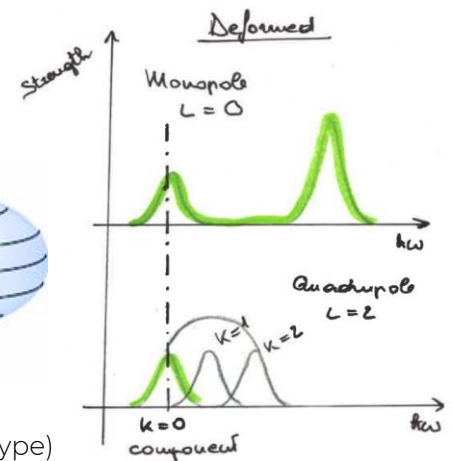 Deformed
Strength
Monopole
L = 0
ħω
Quadrupole
L = 2
K=1
K=2
ħω
K=0
component
ype)